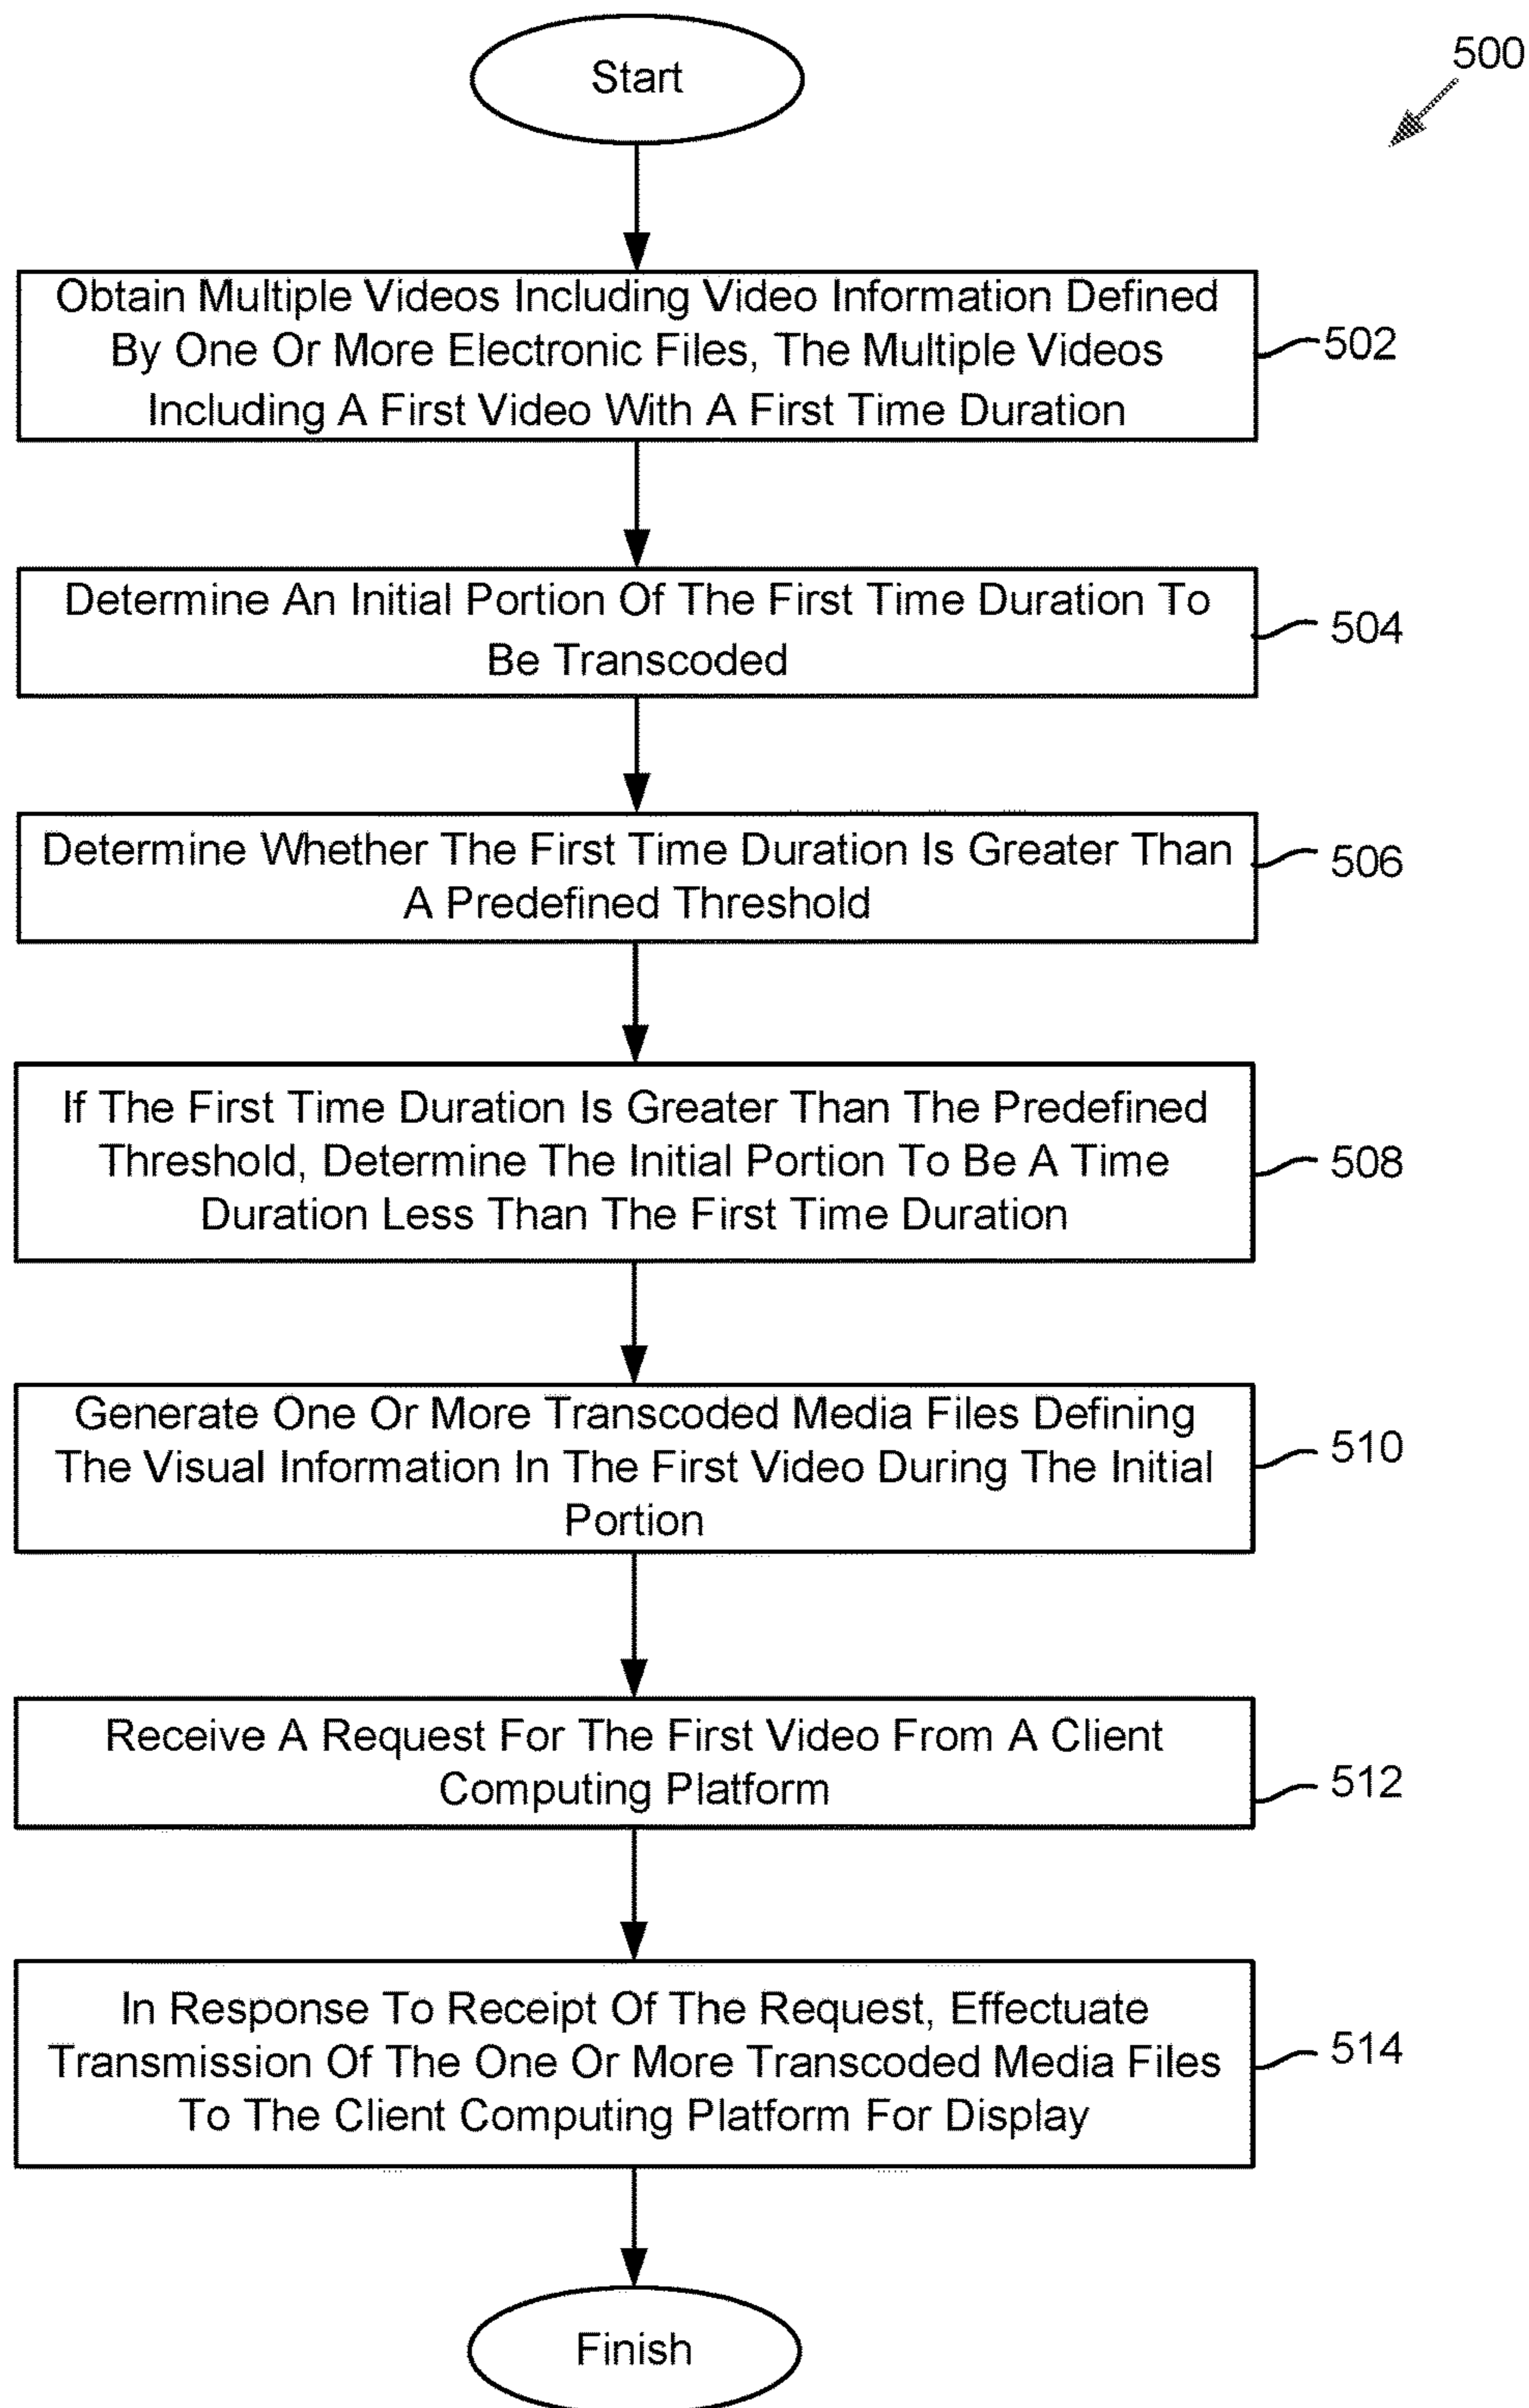 Start
500
Obtain Multiple Videos Including Video Information Defined
By One Or More Electronic Files, The Multiple Videos
Including A First Video With A First Time Duration
502
Determine An Initial Portion Of The First Time Duration To
Be Transcoded
504
Determine Whether The First Time Duration Is Greater Than
A Predefined Threshold
506
If The First Time Duration Is Greater Than The Predefined
Threshold, Determine The Initial Portion To Be A Time
Duration Less Than The First Time Duration
508
Generate One Or More Transcoded Media Files Defining
The Visual Information In The First Video During The Initial
Portion
510
Receive A Request For The First Video From A Client
Computing Platform
512
In Response To Receipt Of The Request, Effectuate
Transmission Of The One Or More Transcoded Media Files
To The Client Computing Platform For Display
514
Finish